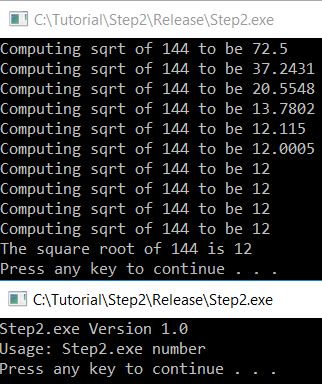 C:\Tutorial\Step2\Release\Step2.exe
Computing sqrt of 144 to be 72.5
Computing sqrt of 144 to be 37.2431
Computing sqrt of 144 to be 20.5548
Computing sqrt of 144 to be 13.7802
Computing sqrt of 144 to be 12.115
Computing sqrt of 144 to be 12.0005
Computing sqrt of 144 to be 12
Computing sqrt of 144 to be 12
Computing sqrt of 144 to be 12
Computing sqrt of 144 to be 12
The square root of 144 is 12
Press any key to continue . . .
C:\Tutorial\Step2\Release\Step2.exe
Step2.exe Version 1.0
Usage: Step2.exe number
Press any key to continue . . .